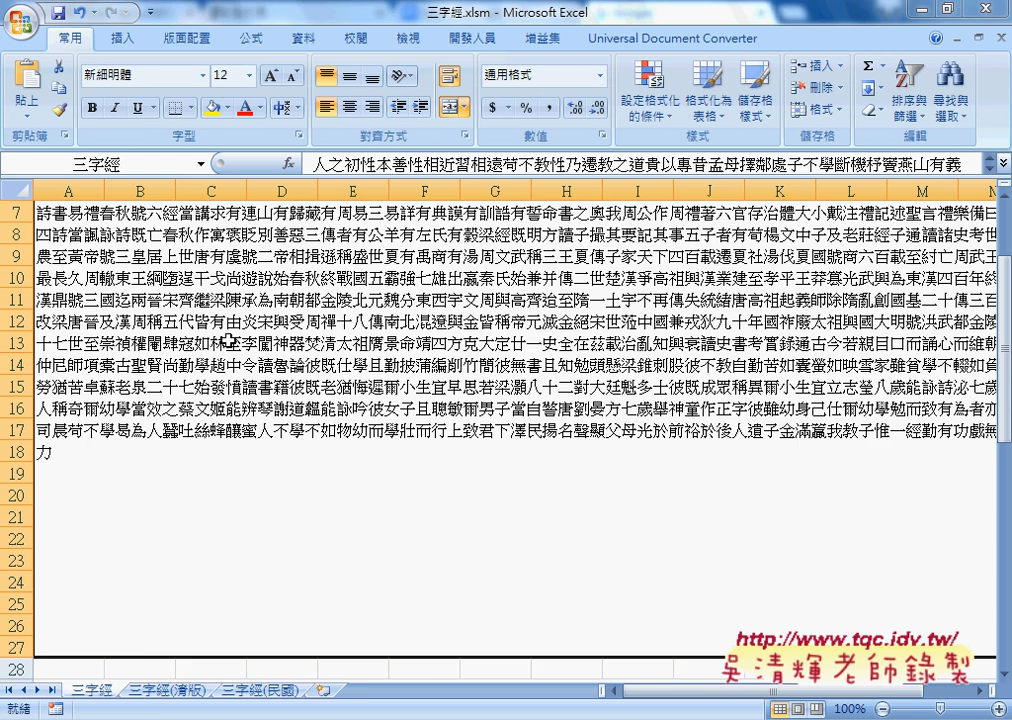 三字經.xlsm - Microsoft Excel
常用 插入 版面配置 公式 資料 校閱 檢視 開發人員 增益集 Universal Document Converter
貼上
剪貼簿
新細明體 12
B I U
字型
對齊方式
通用格式
$ % ,
數值
設定格式化的條件 格式化為表格 儲存格樣式
樣式
插入
刪除
格式
儲存格
排序與篩選 尋找與選取
編輯
三字經 fx 人之初性本善性相近習相遠苟不教性乃遷教之道貴以專昔孟母擇鄰處子不學斷機杼竇燕山有義
A B C D E F G H I J K L M N
7 詩書易禮春秋號六經當講求有連山有歸藏有周易三易詳有典謨有訓誥有誓命書之奧我周公作周禮著六官存治體大小戴注禮記述聖言禮樂備曰
8 四詩當諷詠詩既亡春秋作寓褒貶別善惡三傳者有公羊有左氏有穀梁經既明方讀子撮其要記其事五子者有荀楊文中子及老莊經子通讀諸史考世
9 農至黃帝號三皇居上世唐有虞號二帝相揖遜稱盛世夏有禹商有湯周文武稱三王夏傳子家天下四百載遷夏社湯伐夏國號商六百載至紂亡周武王
10 最長久周轍東王綱墮逞干戈尚遊說始春秋終戰國五霸強七雄出嬴秦氏始兼并傳二世楚漢爭高祖興漢業建至孝平王莽篡光武興為東漢四百年終
11 漢鼎號三國迄兩晉宋齊繼梁陳承為南朝都金陵北元魏分東西宇文周與高齊迨至隋一土宇不再傳失統緒唐高祖起義師除隋亂創國基二十傳三百
12 改梁唐晉及漢周稱五代皆有由炎宋興受周禪十八傳南北混遼與金皆稱帝元滅金絕宋世蒞中國兼戎狄九十年國祚廢太祖興國大明號洪武都金陵
13 十七世至崇禎權閹肆寇如林至李闖神器焚清太祖膺景命靖四方克大定廿一史全在茲載治亂知興衰讀史書考實錄通古今若親目口而誦心而維朝
14 仲尼師項橐古聖賢尚勤學趙中令讀魯論彼既仕學且勤披蒲編削竹簡彼無書且知勉頭懸梁錐刺股彼不教自勤苦如囊螢如映雪家雖貧學不輟如負
15 勞猶苦卓蘇老泉二十七始發憤讀書籍彼既老猶悔遲爾小生宜早思若梁灝八十二對大廷魁多士彼既成眾稱異爾小生宜立志瑩八歲能詠詩泌七歲
16 人稱奇爾幼學當效之蔡文姬能辨琴謝道韞能詠吟彼女子且聰敏爾男子當自警唐劉晏方七歲舉神童作正字彼雖幼身己仕爾幼學勉而致有為者亦
17 司晨苟不學曷為人蠶吐絲蜂釀蜜人不學不如物幼而學壯而行上致君下澤民揚名聲顯父母光於前裕於後人遺子金滿籯我教子惟一經勤有功戲無
18 力
19
20
21
22
23
24
25
26
27
28
http://www.tqc.idv.tw/
吳清輝老師錄製
三字經 三字經(清版) 三字經(民國)
就緒 100%